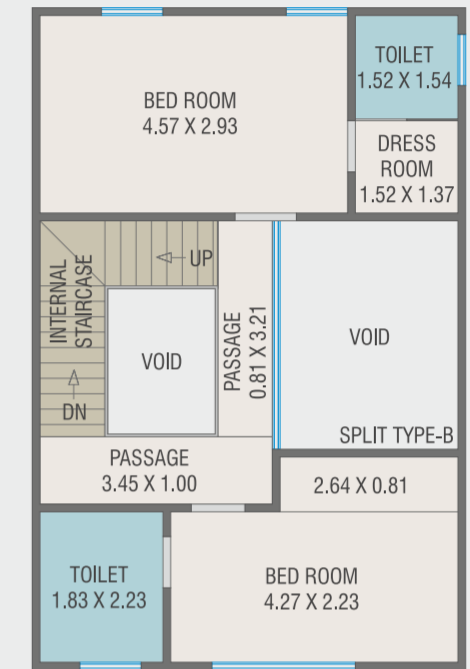 TOILET
1.52 X 1.54
BED ROOM
4.57 X 2.93
DRESS
ROOM
1.52 X 1.37
INTERNAL
STAIRCASE
UP
DN
VOID
PASSAGE
0.81 X 3.21
VOID
SPLIT TYPE-B
PASSAGE
3.45 X 1.00
2.64 X 0.81
TOILET
1.83 X 2.23
BED ROOM
4.27 X 2.23